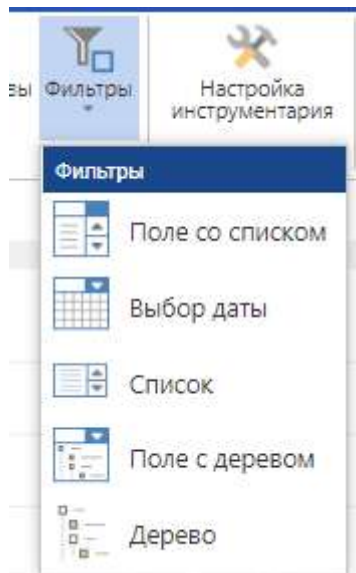 Фильтры
Настройка
инструментария
Фильтры
Поле со списком
Выбор даты
Список
Поле с деревом
Дерево